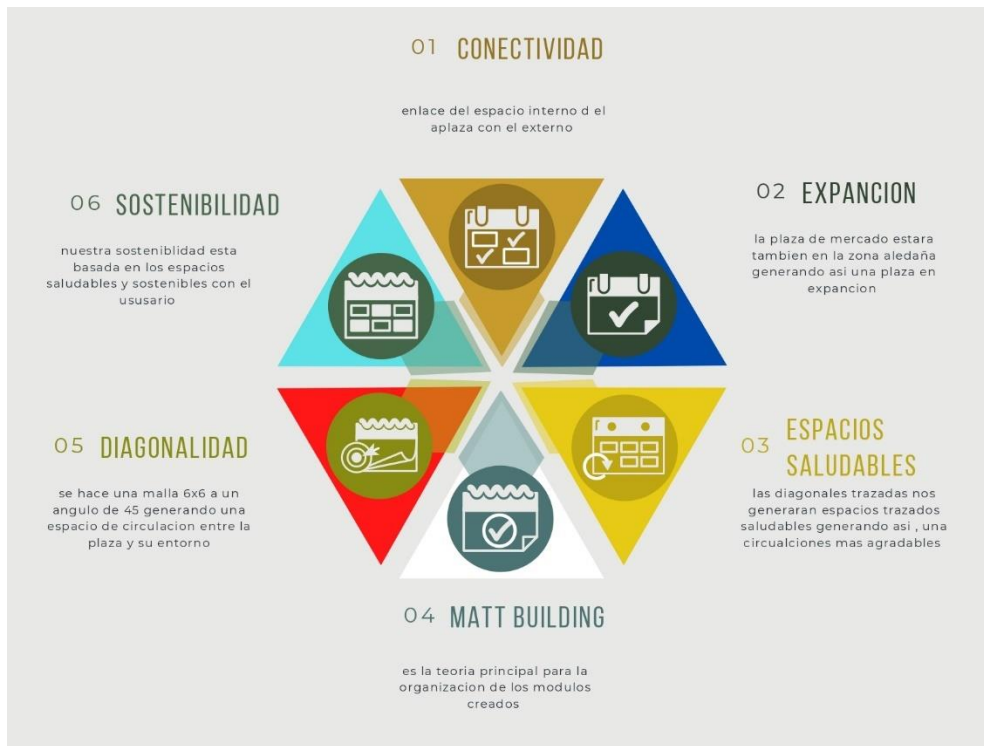 01 CONECTIVIDAD
enlace del espacio interno d el
aplaza con el externo
02 EXPANCION
la plaza de mercado estara
tambien en la zona aledaña
generando asi una plaza en
expancion
03 ESPACIOS
SALUDABLES
las diagonales trazadas nos
generaran espacios trazados
saludables generando asi , una
circualciones mas agradables
04 MATT BUILDING
es la teoria principal para la
organizacion de los modulos
creados
05 DIAGONALIDAD
se hace una malla 6x6 a un
angulo de 45 generando una
espacio de circulacion entre la
plaza y su entorno
06 SOSTENIBILIDAD
nuestra sosteniblidad esta
basada en los espacios
saludables y sostenibles con el
ususario